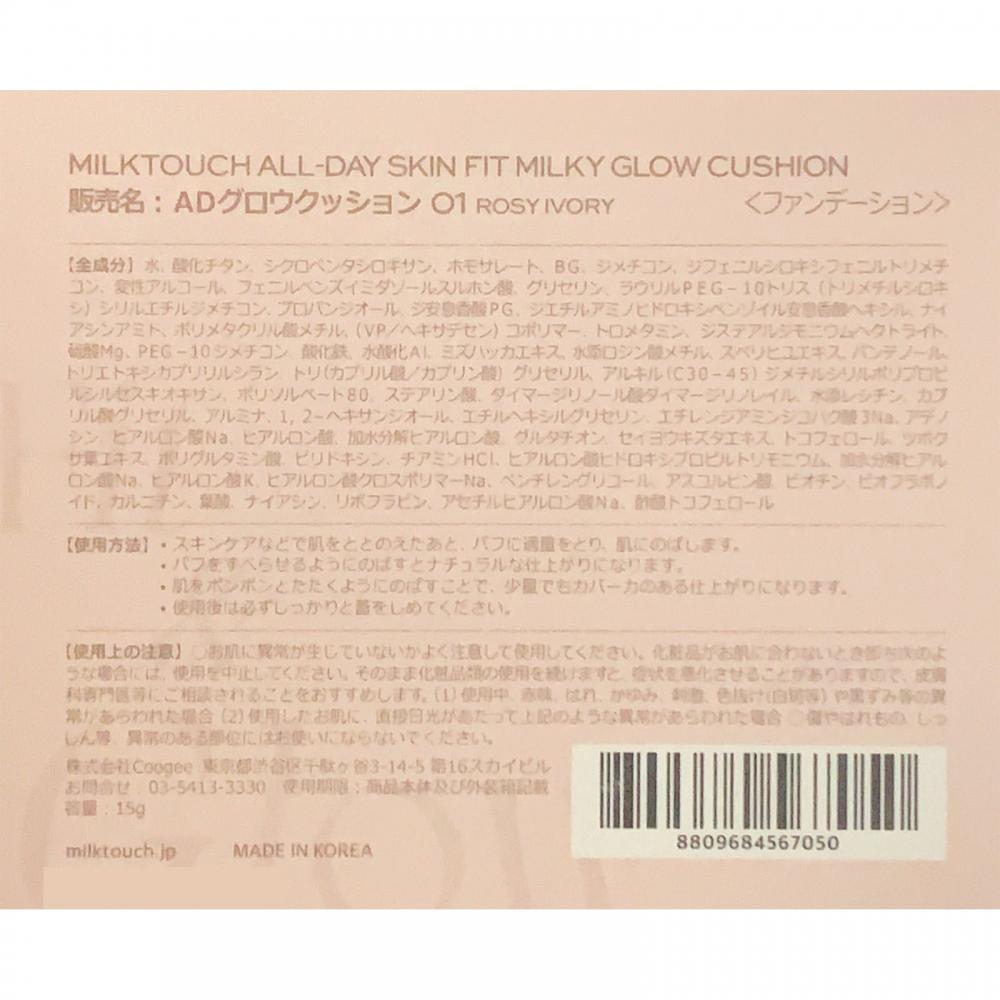 MILKTOUCH ALL-DAY SKIN FIT MILKY GLOW CUSHION
販売名：ADグロウクッション 01 ROSY IVORY <ファンデーション>
【全成分】水、酸化チタン、シクロペンタシロキサン、ホモサレート、BG、ジメチコン、ジフェニルシロキシフェニルトリメチ
コン、変性アルコール、フェニルベンズイミダゾールスルホン酸、グリセリン、ラウリルPEG-10トリス（トリメチルシロキ
シ）シリルエチルジメチコン、プロパンジオール、ジ安息香酸PG、ジエチルアミノヒドロキシベンゾイル安息香酸ヘキシル、ナイ
アシンアミド、ポリメタクリル酸メチル、（VP／ヘキサデセン）コポリマー、トロメタミン、ジステアルジモニウムヘクトライト、
硫酸Mg、PEG-10ジメチコン、酸化鉄、水酸化Al、ミズハッカエキス、水添ロジン酸メチル、スベリヒユエキス、パンテノール、
トリエトキシカプリリルシラン、トリ(カプリル酸／カプリン酸）グリセリル、アルキル(C30-45）ジメチルシリルポリプロピ
ルシルセスキオキサン、ポリソルベート80、ステアリン酸、ダイマージリノール酸ダイマージリノレイル、水添レシチン、カプ
リル酸グリセリル、アルミナ、1, 2-ヘキサンジオール、エチルヘキシルグリセリン、エチレンジアミンジコハク酸3Na、アデノ
シン、ヒアルロン酸Na、ヒアルロン酸、加水分解ヒアルロン酸、グルタチオン、セイヨウキズタエキス、トコフェロール、ツボク
サ葉エキス、ポリグルタミン酸、ピリドキシン、チアミンHCl、ヒアルロン酸ヒドロキシプロピルトリモニウム、加水分解ヒアル
ロン酸Na、ヒアルロン酸K、ヒアルロン酸クロスポリマーNa、ペンチレングリコール、アスコルビン酸、ビオチン、ビオフラボノ
イド、カルニチン、葉酸、ナイアシン、リボフラビン、アセチルヒアルロン酸Na、酢酸トコフェロール
【使用方法】・スキンケアなどで肌をととのえたあと、パフに適量をとり、肌にのばします。
・パフをすべらせるようにのばすとナチュラルな仕上がりになります。
・肌をポンポンとたたくようにのばすことで、少量でもカバー力のある仕上がりになります。
・使用後は必ずしっかりと蓋をしめてください。
【使用上の注意】○お肌に異常が生じていないかよく注意して使用してください。化粧品がお肌に合わないとき即ち次のよ
うな場合には、使用を中止してください。そのまま化粧品類の使用を続けますと、症状を悪化させることがありますので、皮膚
科専門医等にご相談されることをおすすめします。(1)使用中、赤味、はれ、かゆみ、刺激、色抜け(白斑等）や黒ずみ等の異
常があらわれた場合 (2)使用したお肌に、直接日光があたって上記のような異常があらわれた場合 ○傷やはれもの、しっ
しん等、異常のある部位にはお使いにならないでください。
株式会社Coogee 東京都渋谷区千駄ヶ谷3-14-5 第16スカイビル
お問合せ：03-5413-3330 使用期限：商品本体及び外装箱記載
容量：15g
milktouch.jp MADE IN KOREA
8809684567050